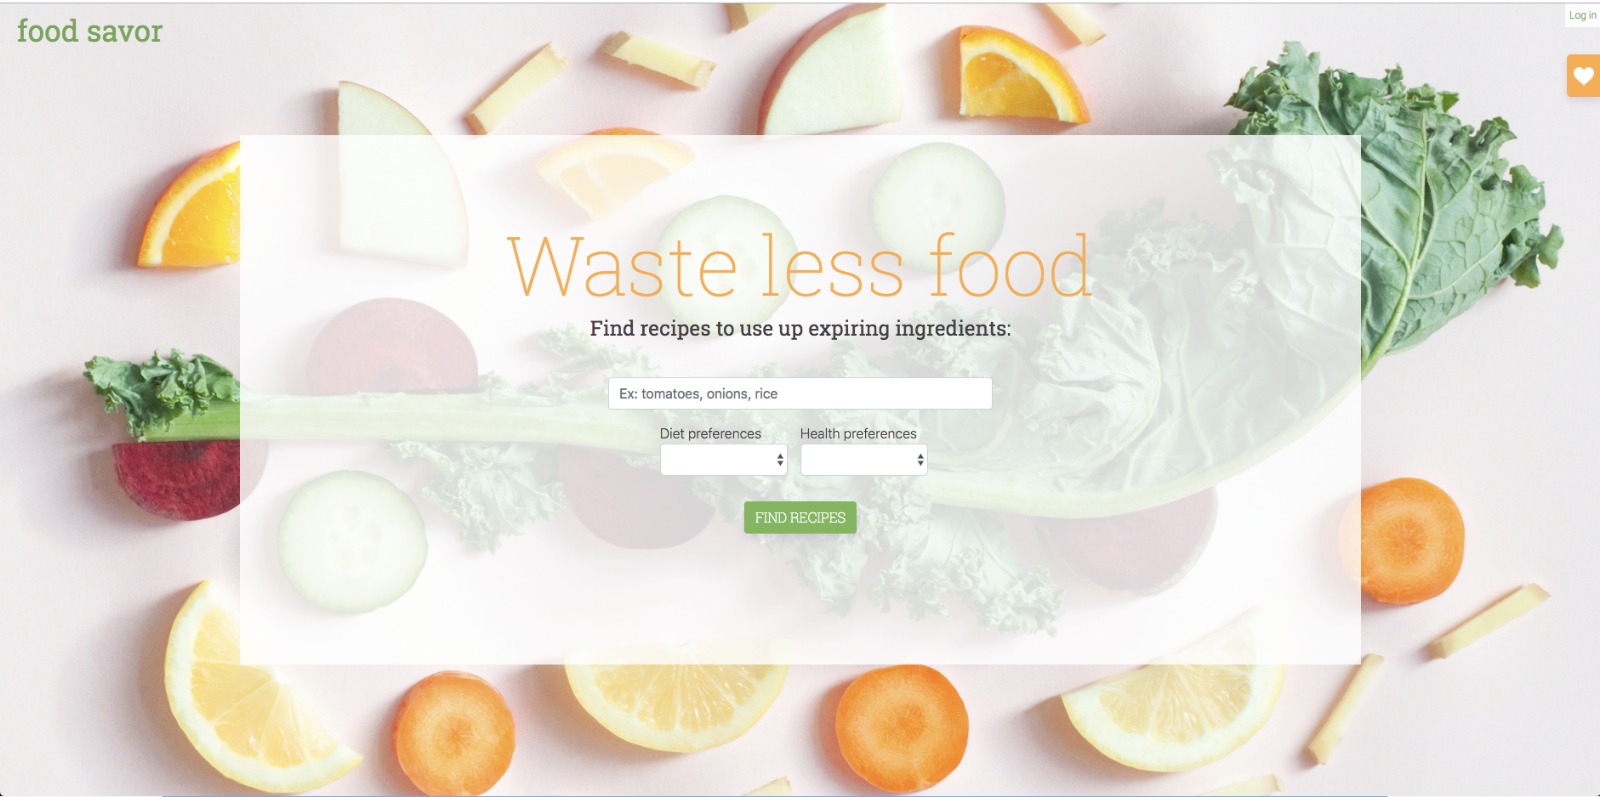 food savor
Log in
Waste less food
Find recipes to use up expiring ingredients:
Ex: tomatoes, onions, rice
Diet preferences
Health preferences
FIND RECIPES